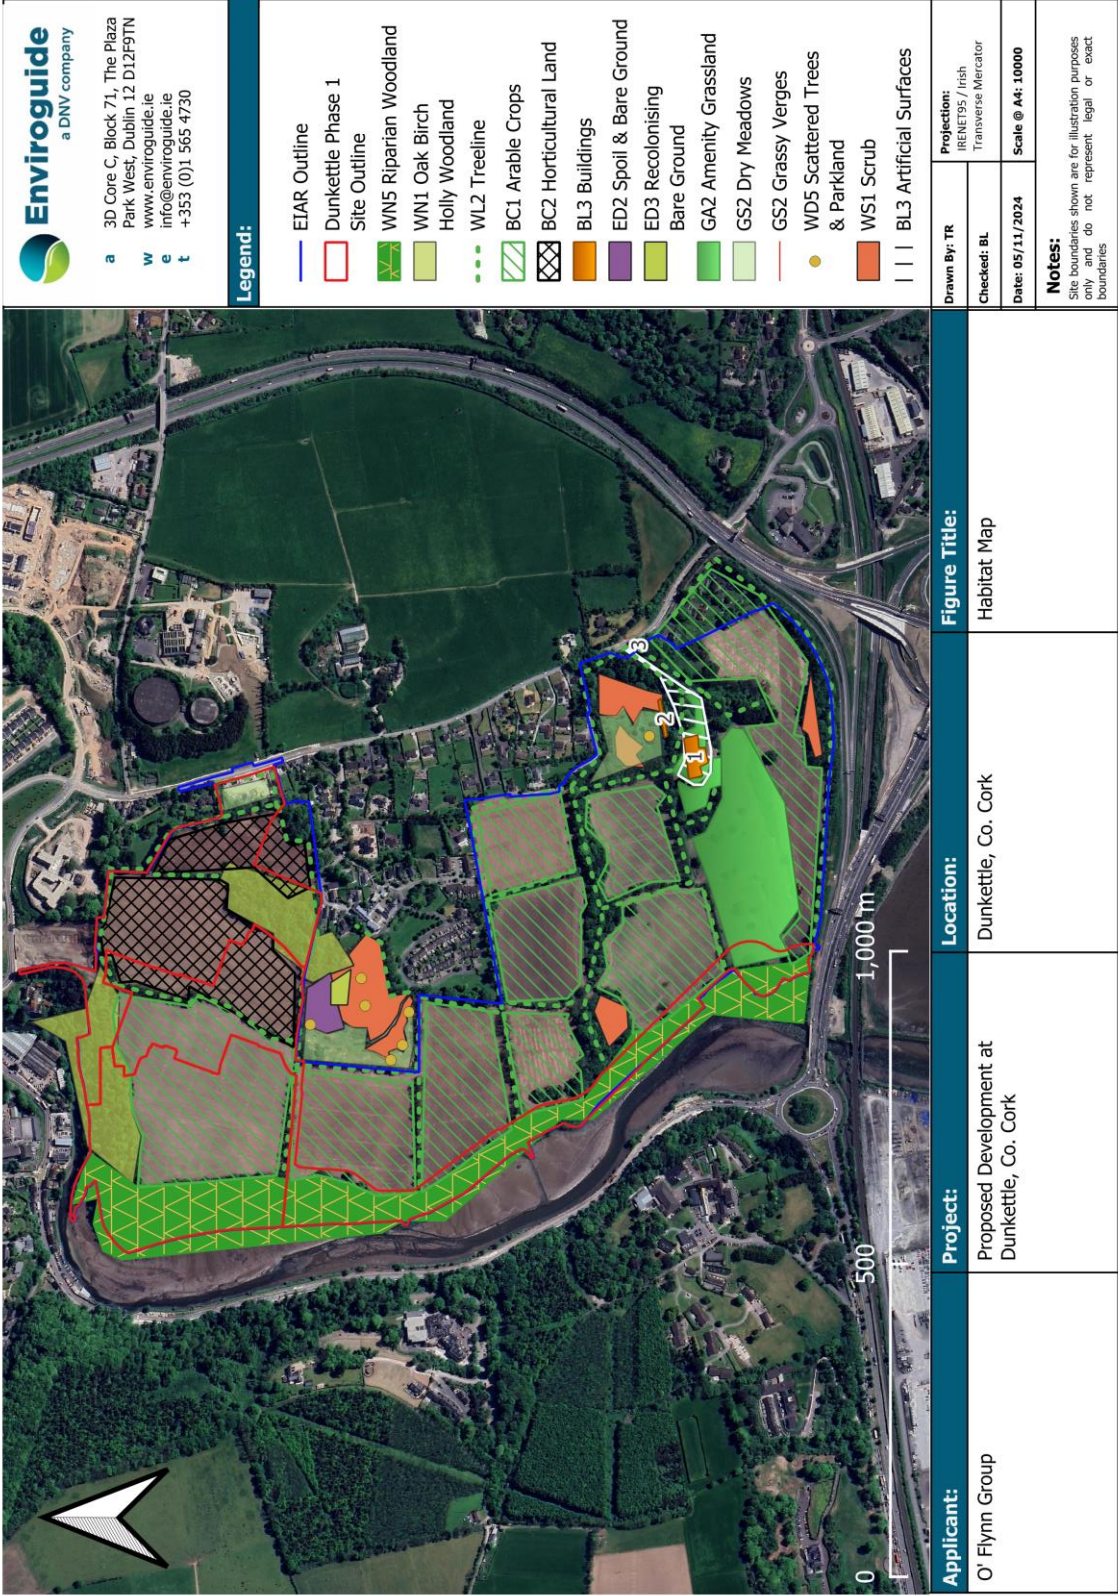 Enviroguide
a DNV company
a 3D Core C, Block 71, The Plaza
Park West, Dublin 12 D12F9TN
w www.enviroguide.ie
e info@enviroguide.ie
t +353 (0)1 565 4730
Legend:
EIAR Outline
Dunkettle Phase 1
Site Outline
WN5 Riparian Woodland
WN1 Oak Birch
Holly Woodland
WL2 Treeline
BC1 Arable Crops
BC2 Horticultural Land
BL3 Buildings
ED2 Spoil & Bare Ground
ED3 Recolonising
Bare Ground
GA2 Amenity Grassland
GS2 Dry Meadows
GS2 Grassy Verges
WD5 Scattered Trees
& Parkland
WS1 Scrub
BL3 Artificial Surfaces
1
2
3
0
500
1,000 m
Applicant:
O' Flynn Group
Project:
Proposed Development at
Dunkettle, Co. Cork
Location:
Dunkettle, Co. Cork
Figure Title:
Habitat Map
Drawn By: TR
Checked: BL
Date: 05/11/2024
Projection:
IRENET95 / Irish
Transverse Mercator
Scale @ A4: 10000
Notes:
Site boundaries shown are for illustration purposes
only and do not represent legal or exact
boundaries